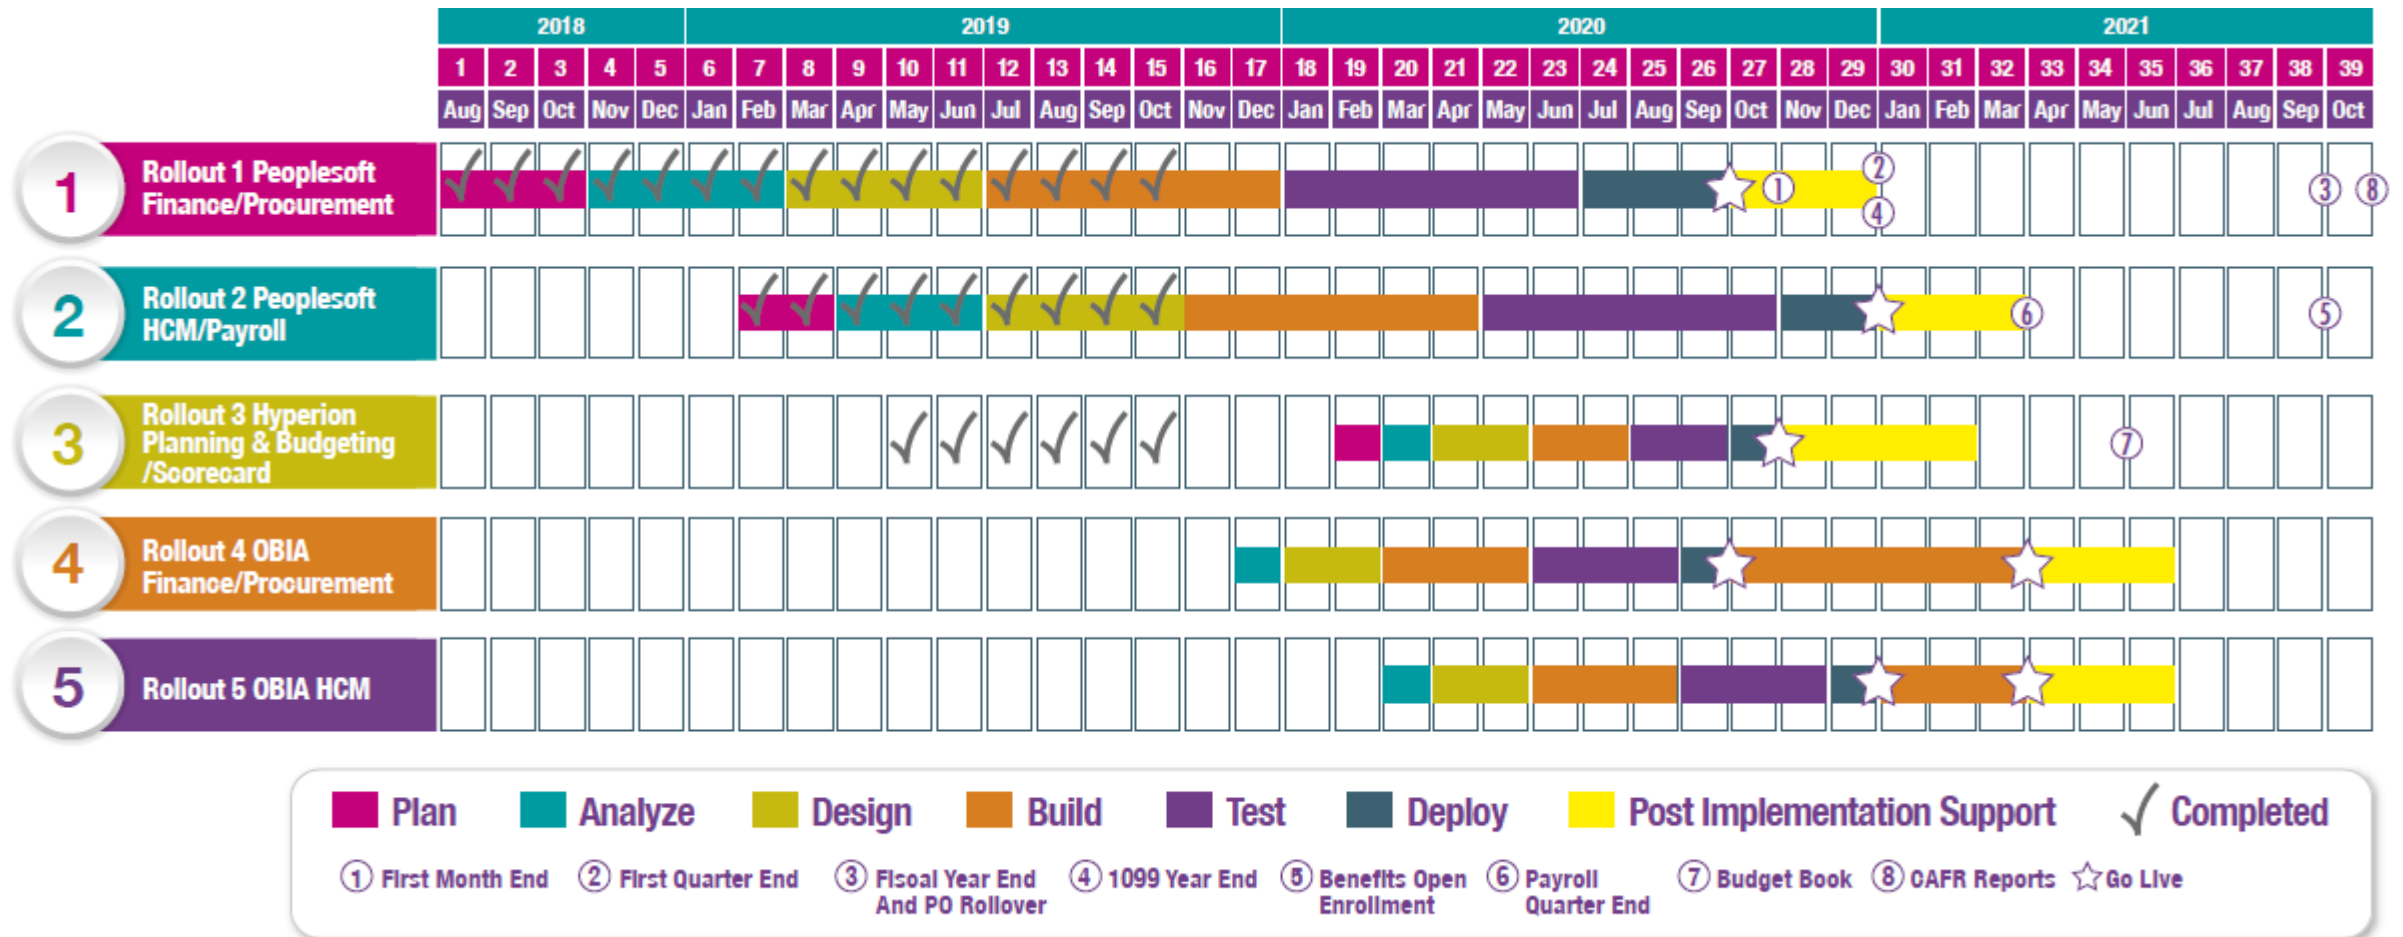 2018 2019 2020 2021
1 2 3 4 5 6 7 8 9 10 11 12 13 14 15 16 17 18 19 20 21 22 23 24 25 26 27 28 29 30 31 32 33 34 35 36 37 38 39
Aug Sep Oct Nov Dec Jan Feb Mar Apr May Jun Jul Aug Sep Oct Nov Dec Jan Feb Mar Apr May Jun Jul Aug Sep Oct Nov Dec Jan Feb Mar Apr May Jun Jul Aug Sep Oct
1
Rollout 1 Peoplesoft
Finance/Procurement
1 2 4 3 8
2
Rollout 2 Peoplesoft
HCM/Payroll
6 5
3
Rollout 3 Hyperion
Planning & Budgeting
/Scorecard
7
4
Rollout 4 OBIA
Finance/Procurement
5
Rollout 5 OBIA HCM
Plan Analyze Design Build Test Deploy Post Implementation Support Completed
1 First Month End
2 First Quarter End
3 Fiscal Year End
And PO Rollover
4 1099 Year End
5 Benefits Open
Enrollment
6 Payroll
Quarter End
7 Budget Book
8 CAFR Reports
Go Live